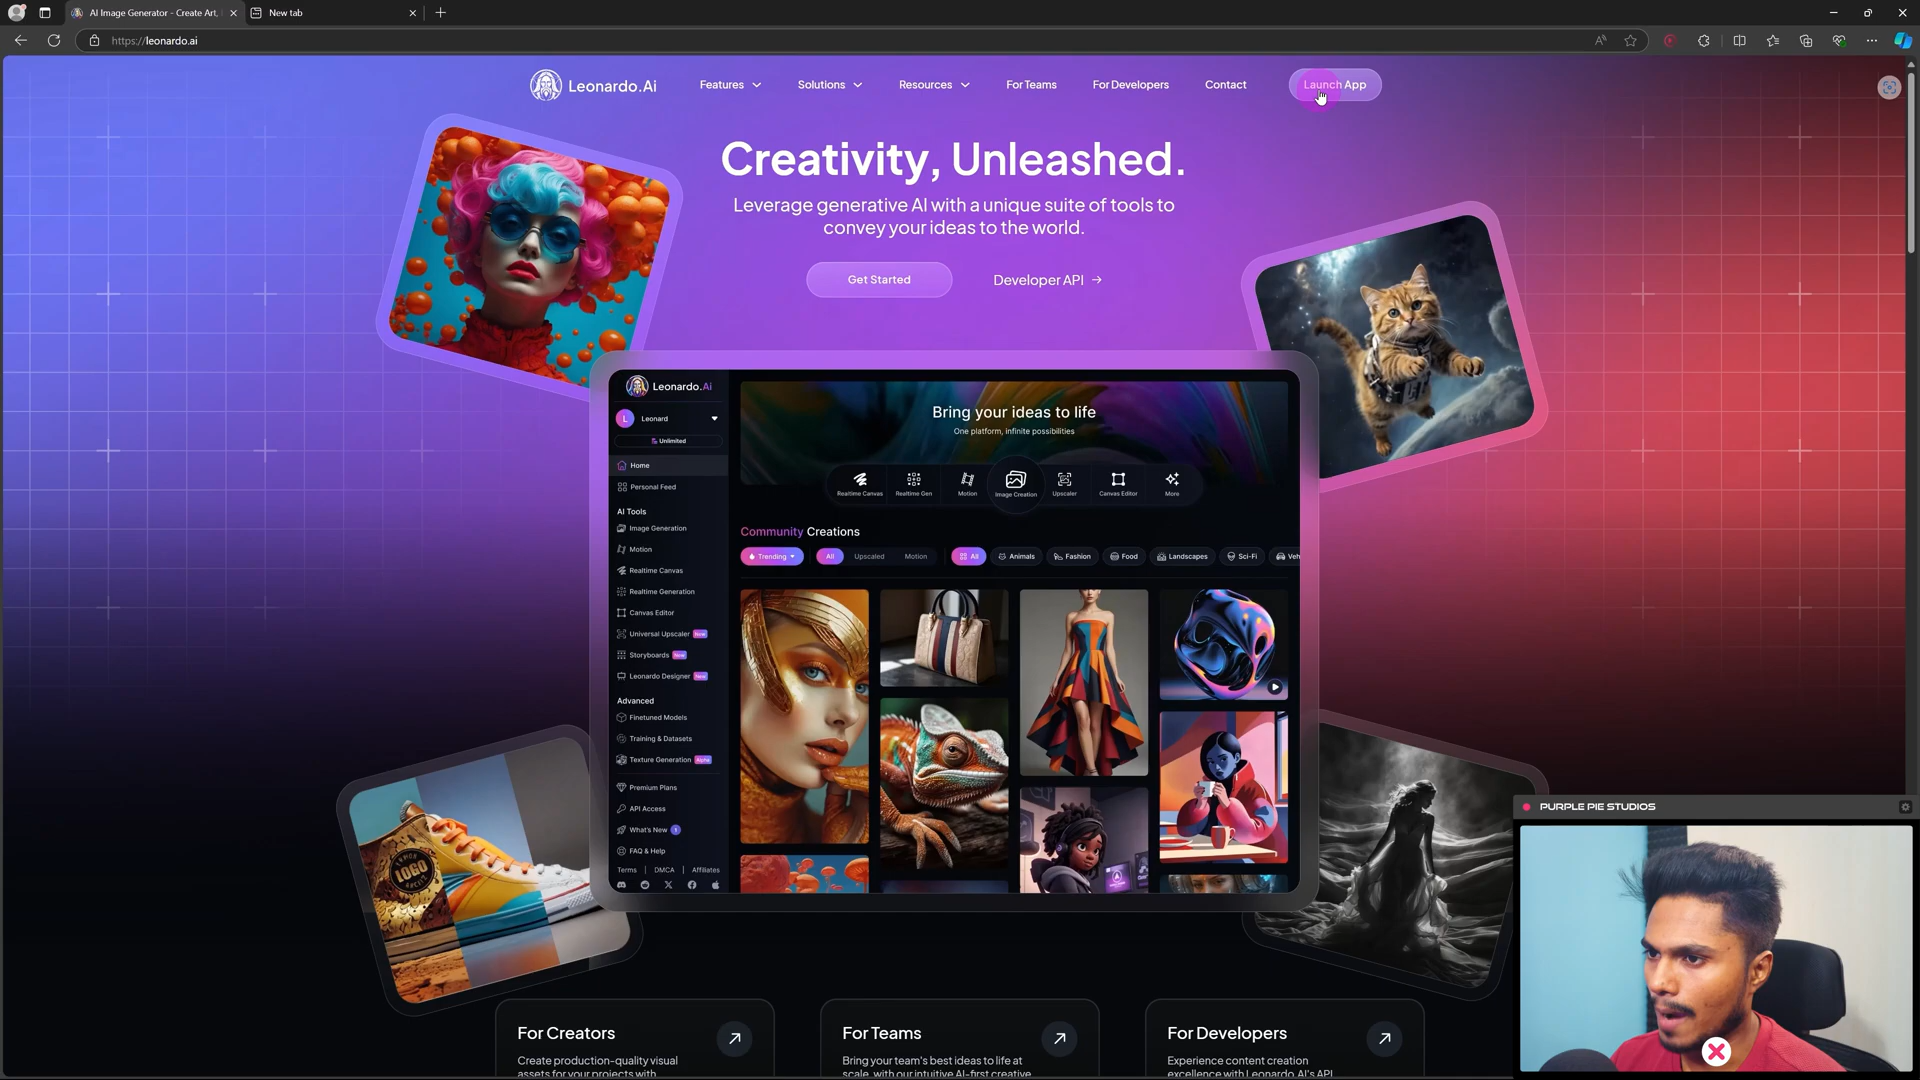 AI Image Generator - Create Art,
New tab
https://leonardo.ai
Leonardo.Ai
Features
Solutions
Resources
For Teams
For Developers
Contact
Launch App
Creativity, Unleashed.
Leverage generative AI with a unique suite of tools to
convey your ideas to the world.
Get Started
Developer API →
Leonardo.Ai
L
Leonard
Unlimited
Home
Personal Feed
AI Tools
Image Generation
Motion
Realtime Canvas
Realtime Generation
Canvas Editor
Universal Upscaler New
Storyboards New
Leonardo Designer New
Advanced
Finetuned Models
Training & Datasets
Texture Generation Alpha
Premium Plans
API Access
What's New 1
FAQ & Help
Terms | DMCA | Affiliates
Bring your ideas to life
One platform, infinite possibilities
Realtime Canvas
Realtime Gen
Motion
Image Creation
Upscaler
Canvas Editor
More
Community Creations
Trending
All
Upscaled
Motion
All
Animals
Fashion
Food
Landscapes
Sci-Fi
Veh
LOGO
PURPLE PIE STUDIOS
For Creators
Create production-quality visual
assets for your projects with
For Teams
Bring your team's best ideas to life at
scale, with our intuitive AI-first creative
For Developers
Experience content creation
excellence with Leonardo.AI's API